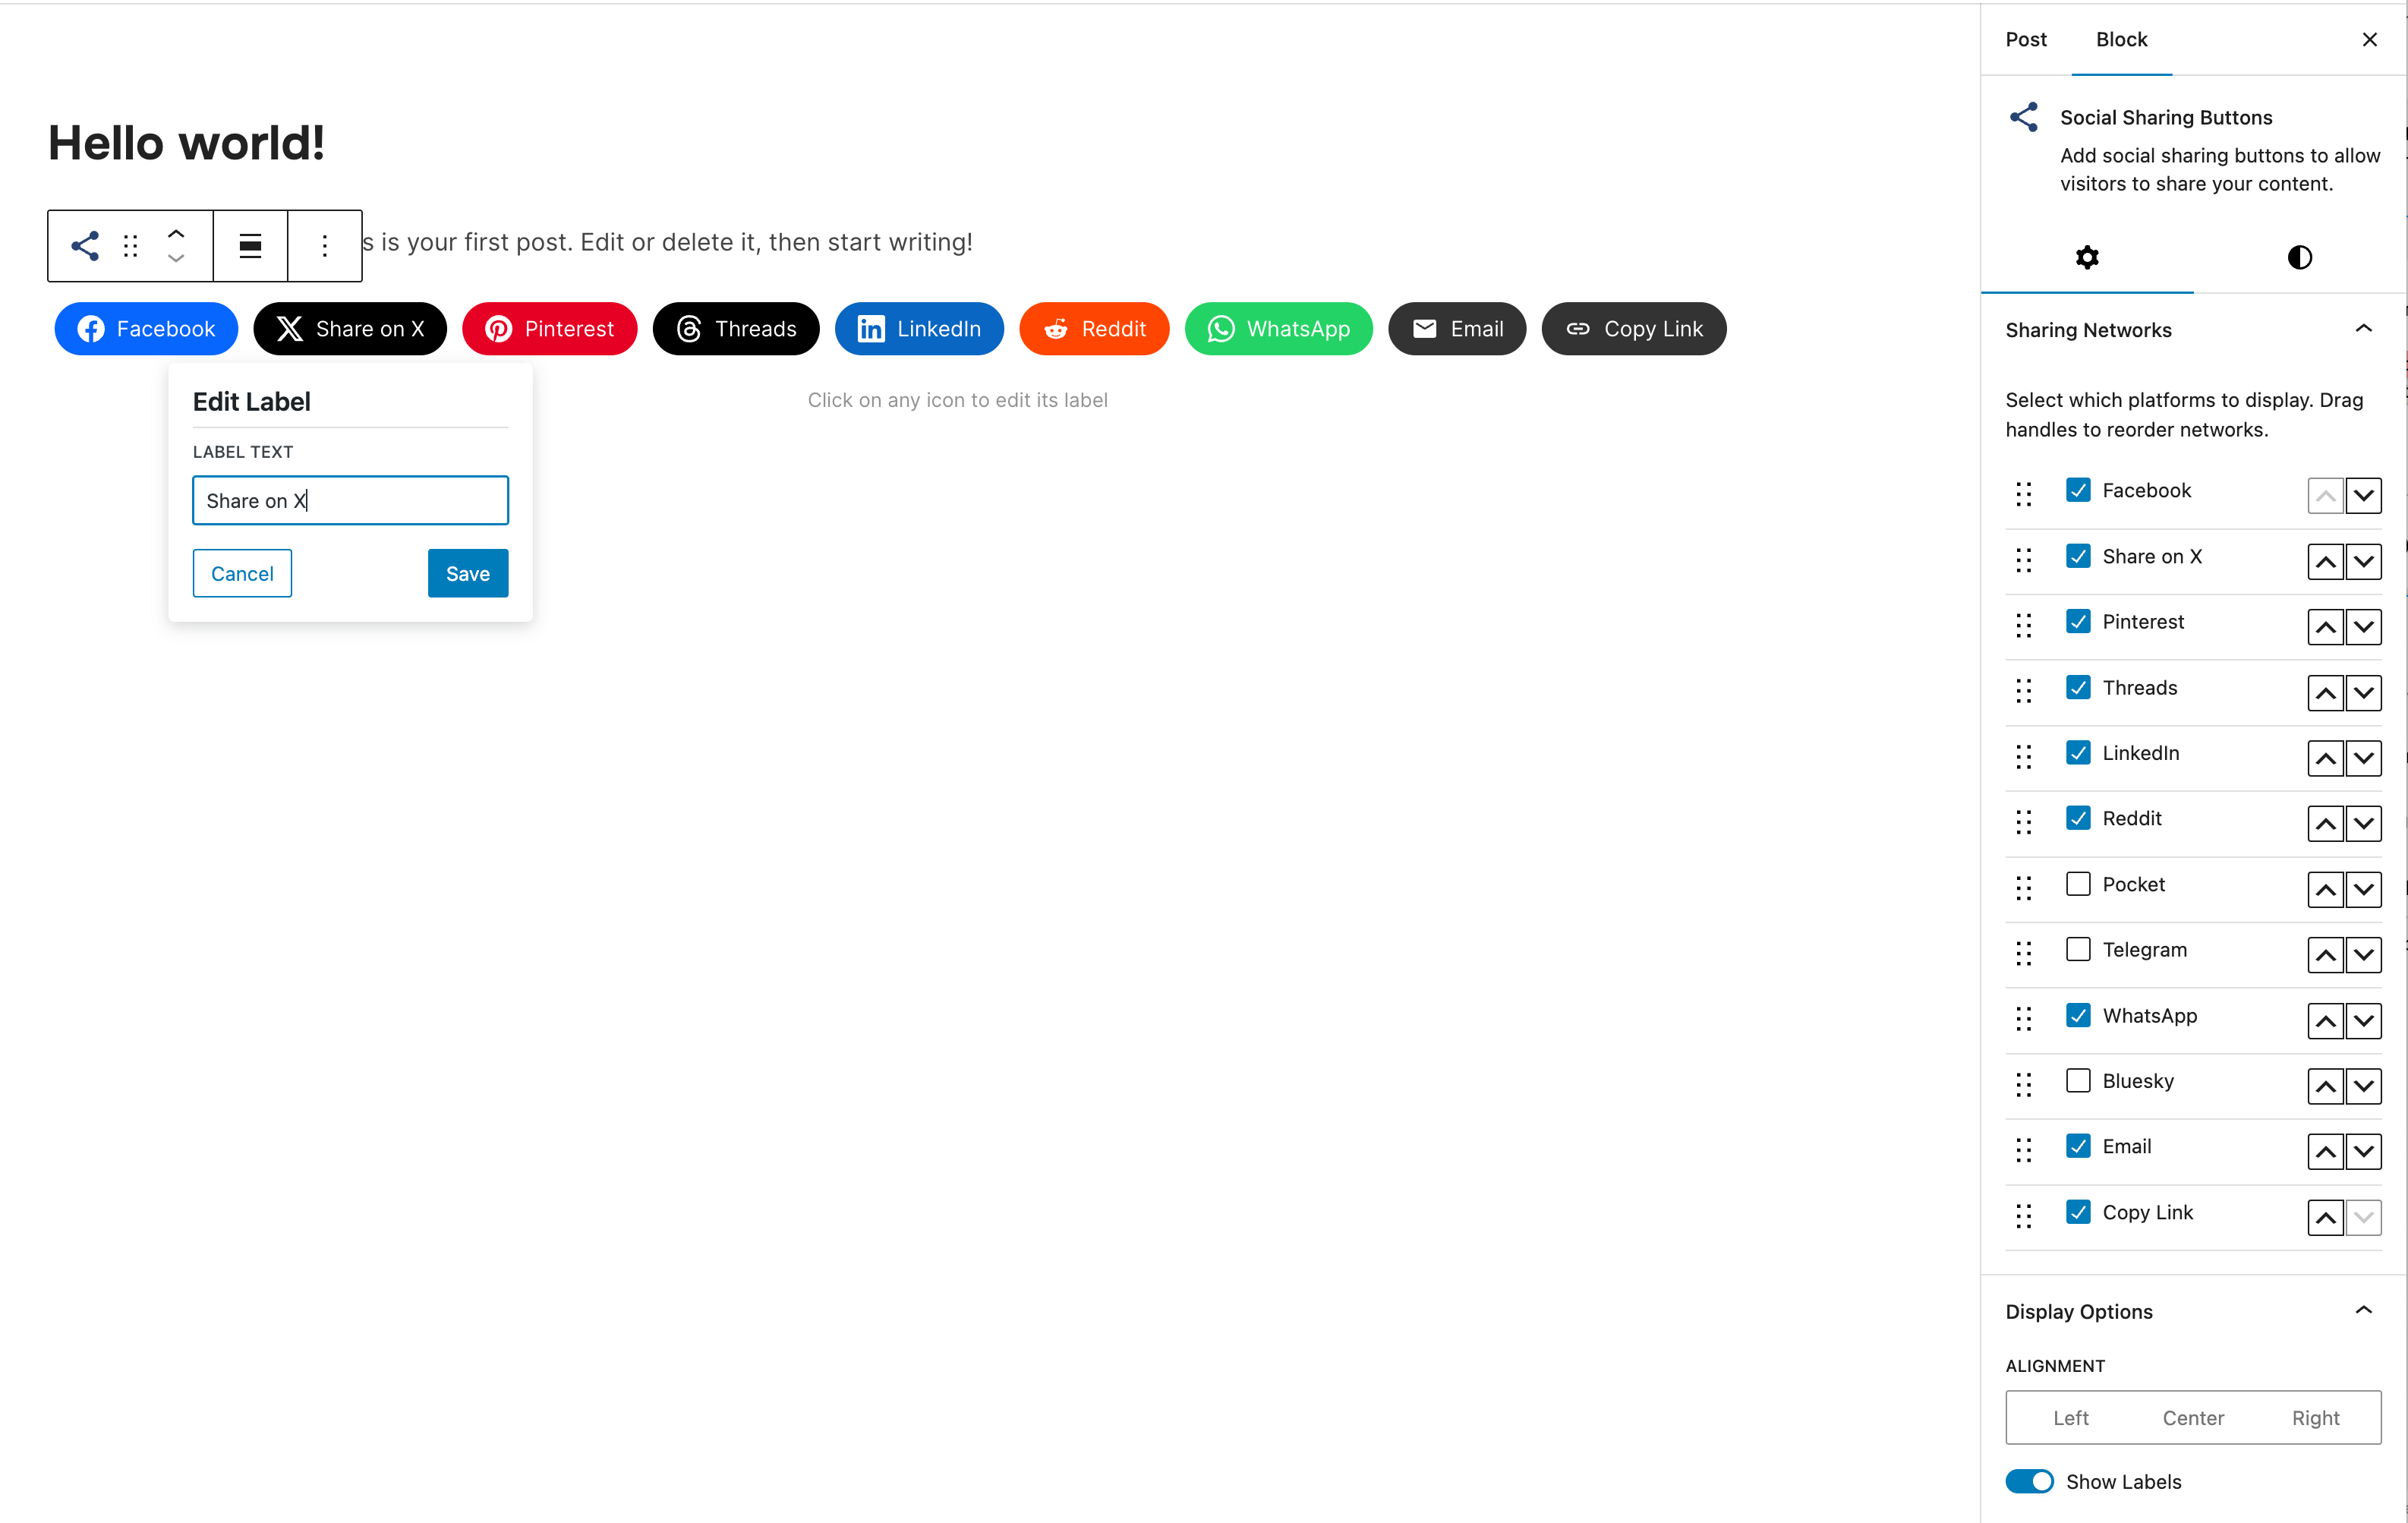 Hello world!
s is your first post. Edit or delete it, then start writing!
Facebook
Share on X
Pinterest
Threads
LinkedIn
Reddit
WhatsApp
Email
Copy Link
Click on any icon to edit its label
Edit Label
LABEL TEXT
Share on X
Cancel
Save
Post
Block
Social Sharing Buttons
Add social sharing buttons to allow
visitors to share your content.
Sharing Networks
Select which platforms to display. Drag
handles to reorder networks.
Facebook
Share on X
Pinterest
Threads
LinkedIn
Reddit
Pocket
Telegram
WhatsApp
Bluesky
Email
Copy Link
Display Options
ALIGNMENT
Left
Center
Right
Show Labels